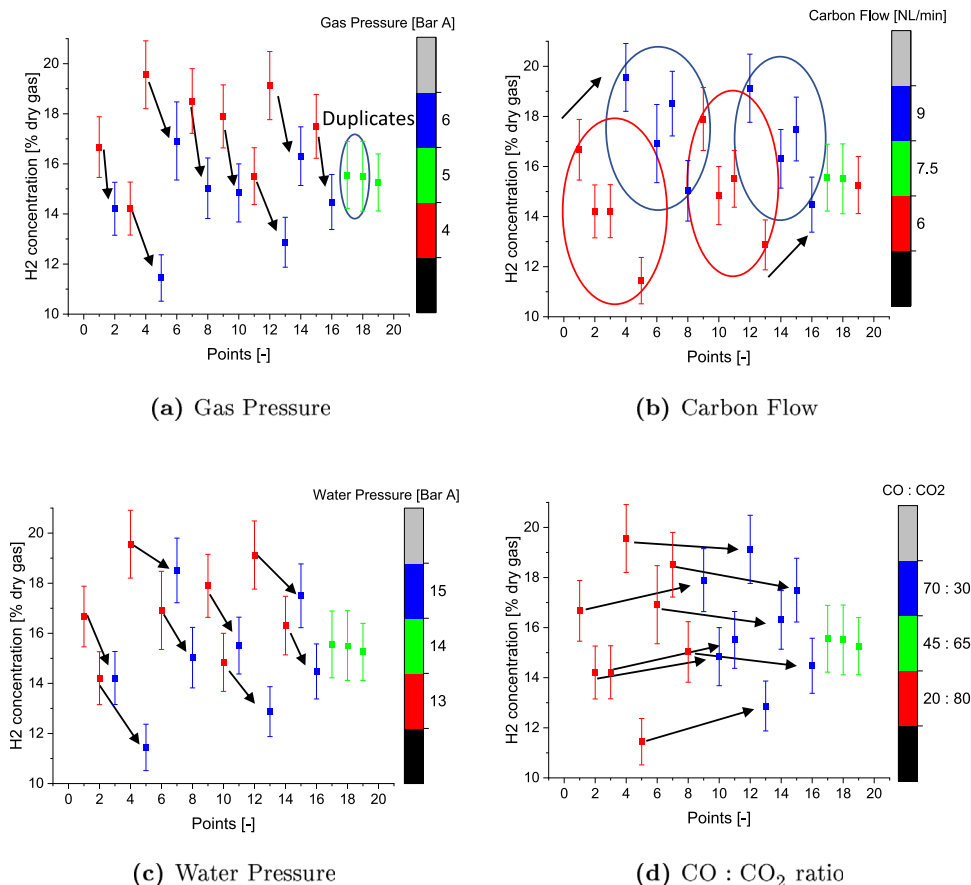 Gas Pressure [Bar A]
H2 concentration [% dry gas]
20
18
16
14
12
10
Duplicates
0 2 4 6 8 10 12 14 16 18 20
Points [-]
6
5
4
(a) Gas Pressure
Carbon Flow [NL/min]
H2 concentration [% dry gas]
20
18
16
14
12
10
0 2 4 6 8 10 12 14 16 18 20
Points [-]
9
7.5
6
(b) Carbon Flow
Water Pressure [Bar A]
H2 concentration [% dry gas]
20
18
16
14
12
10
0 2 4 6 8 10 12 14 16 18 20
Points [-]
15
14
13
(c) Water Pressure
CO : CO2
H2 concentration [% dry gas]
20
18
16
14
12
10
0 2 4 6 8 10 12 14 16 18 20
Points [-]
70 : 30
45 : 65
20 : 80
(d) CO : CO₂ ratio